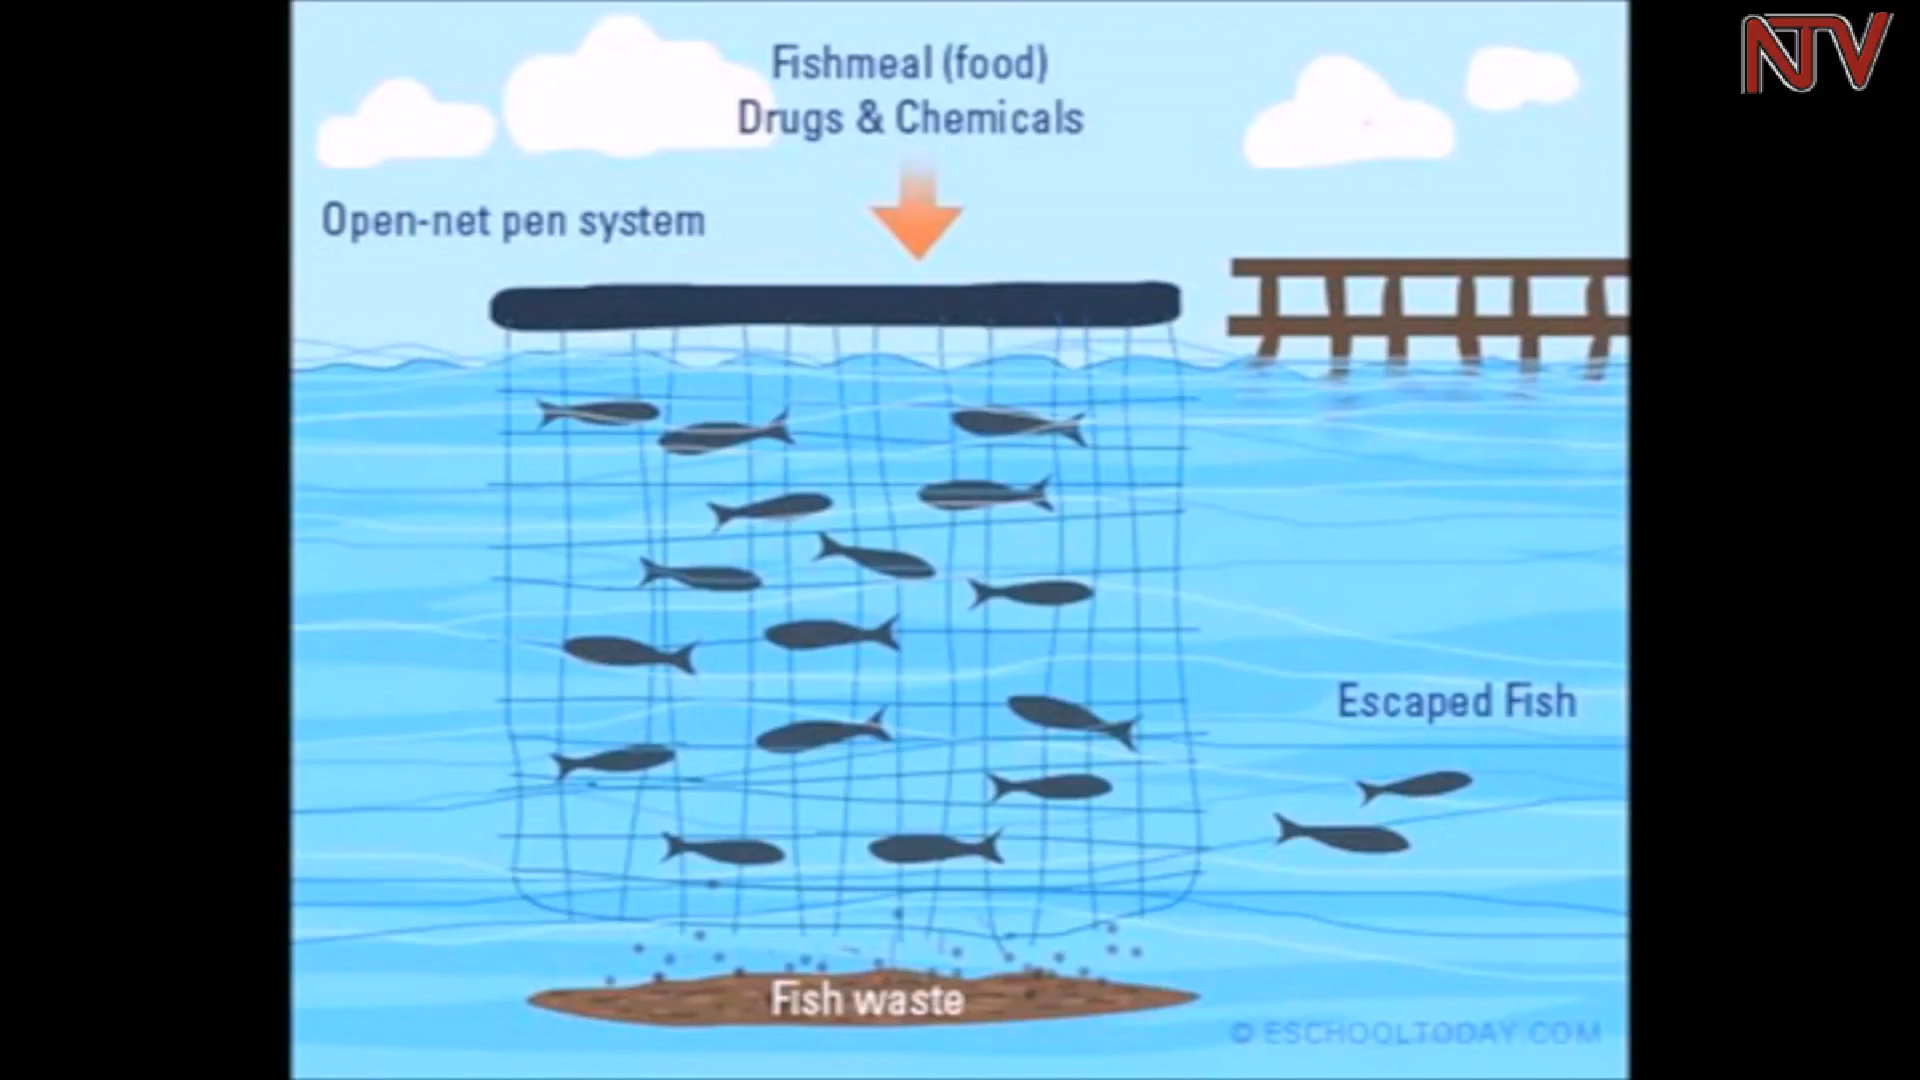 NTV
Fishmeal (food)
Drugs & Chemicals
Open-net pen system
Escaped Fish
Fish waste
© ESCHOOLTODAY.COM